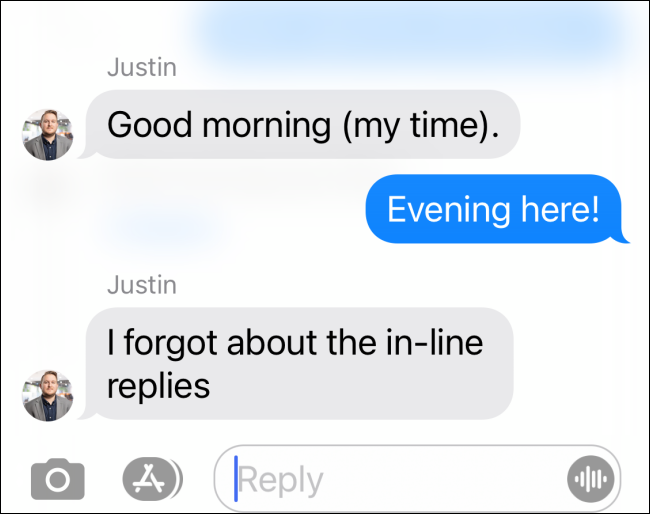 Justin
Good morning (my time).
Evening here!
Justin
I forgot about the in-line
replies
Reply